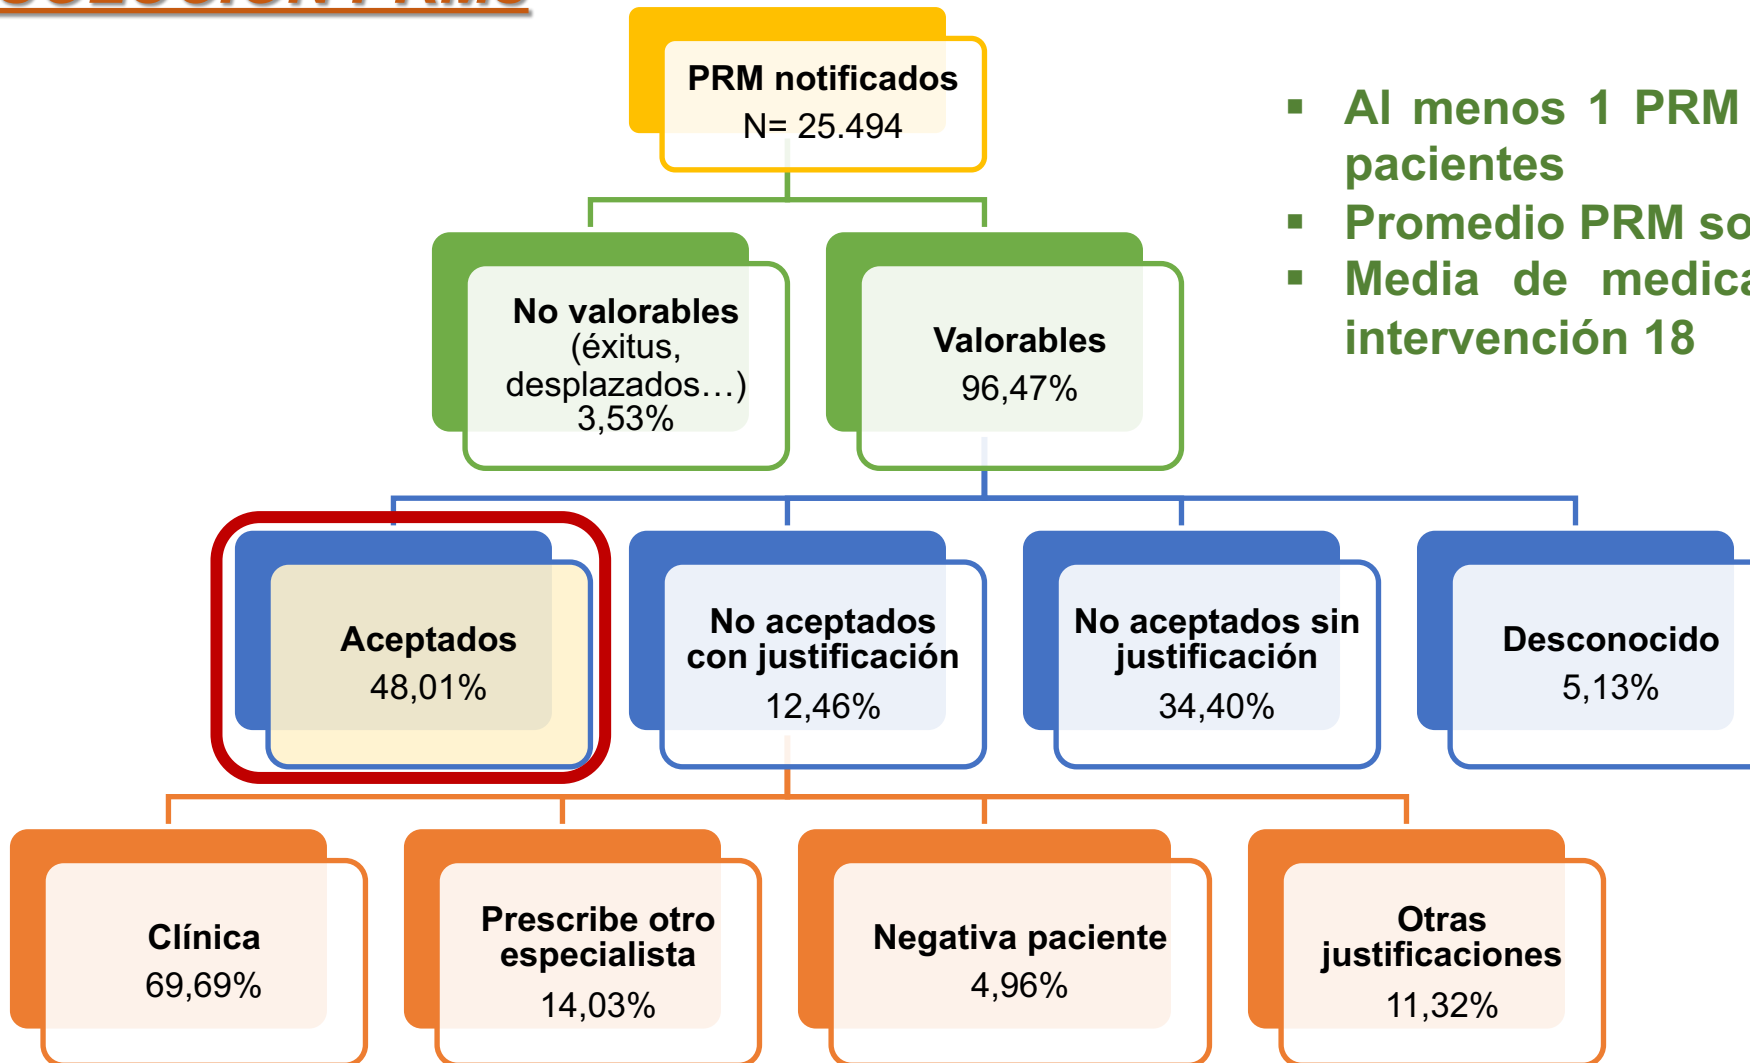 PRM notificados
N= 25.494
▪ Al menos 1 PRM
pacientes
▪ Promedio PRM
▪ Media de
intervención 18
No valorables
(éxitus,
desplazados…)
3,53%
Valorables
96,47%
Aceptados
48,01%
No aceptados
con justificación
12,46%
No aceptados sin
justificación
34,40%
Desconocido
5,13%
Clínica
69,69%
Prescribe otro
especialista
14,03%
Negativa paciente
4,96%
Otras
justificaciones
11,32%